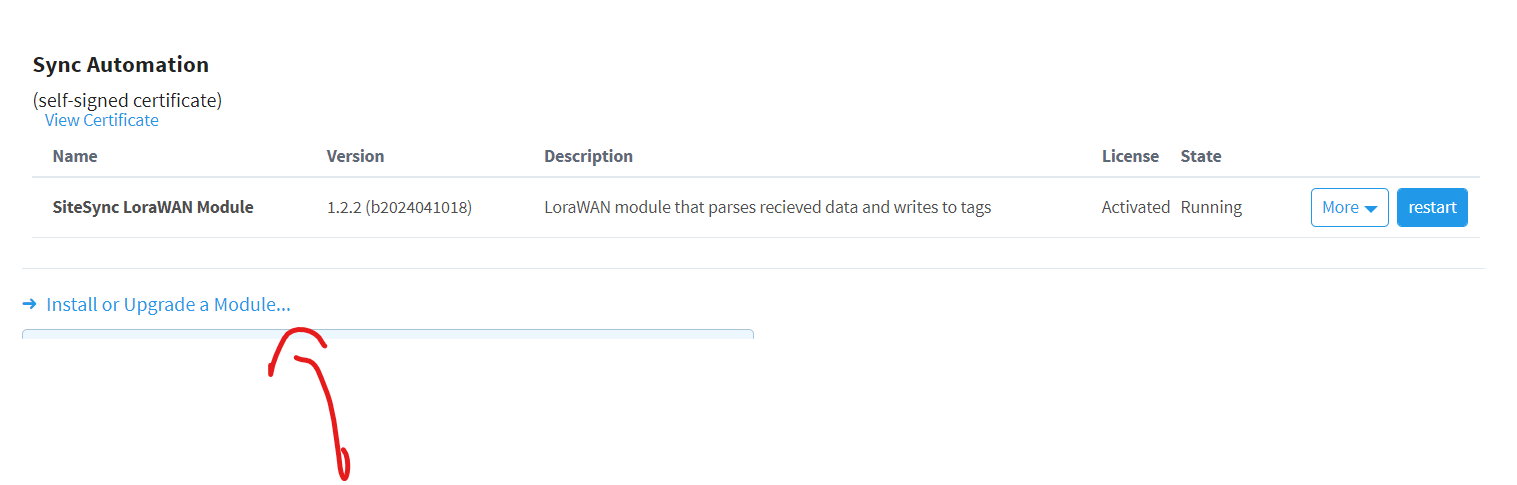 Sync Automation
(self-signed certificate)
View Certificate
Name Version Description License State
SiteSync LoraWAN Module 1.2.2 (b2024041018) LoraWAN module that parses recieved data and writes to tags Activated Running More restart
Install or Upgrade a Module...